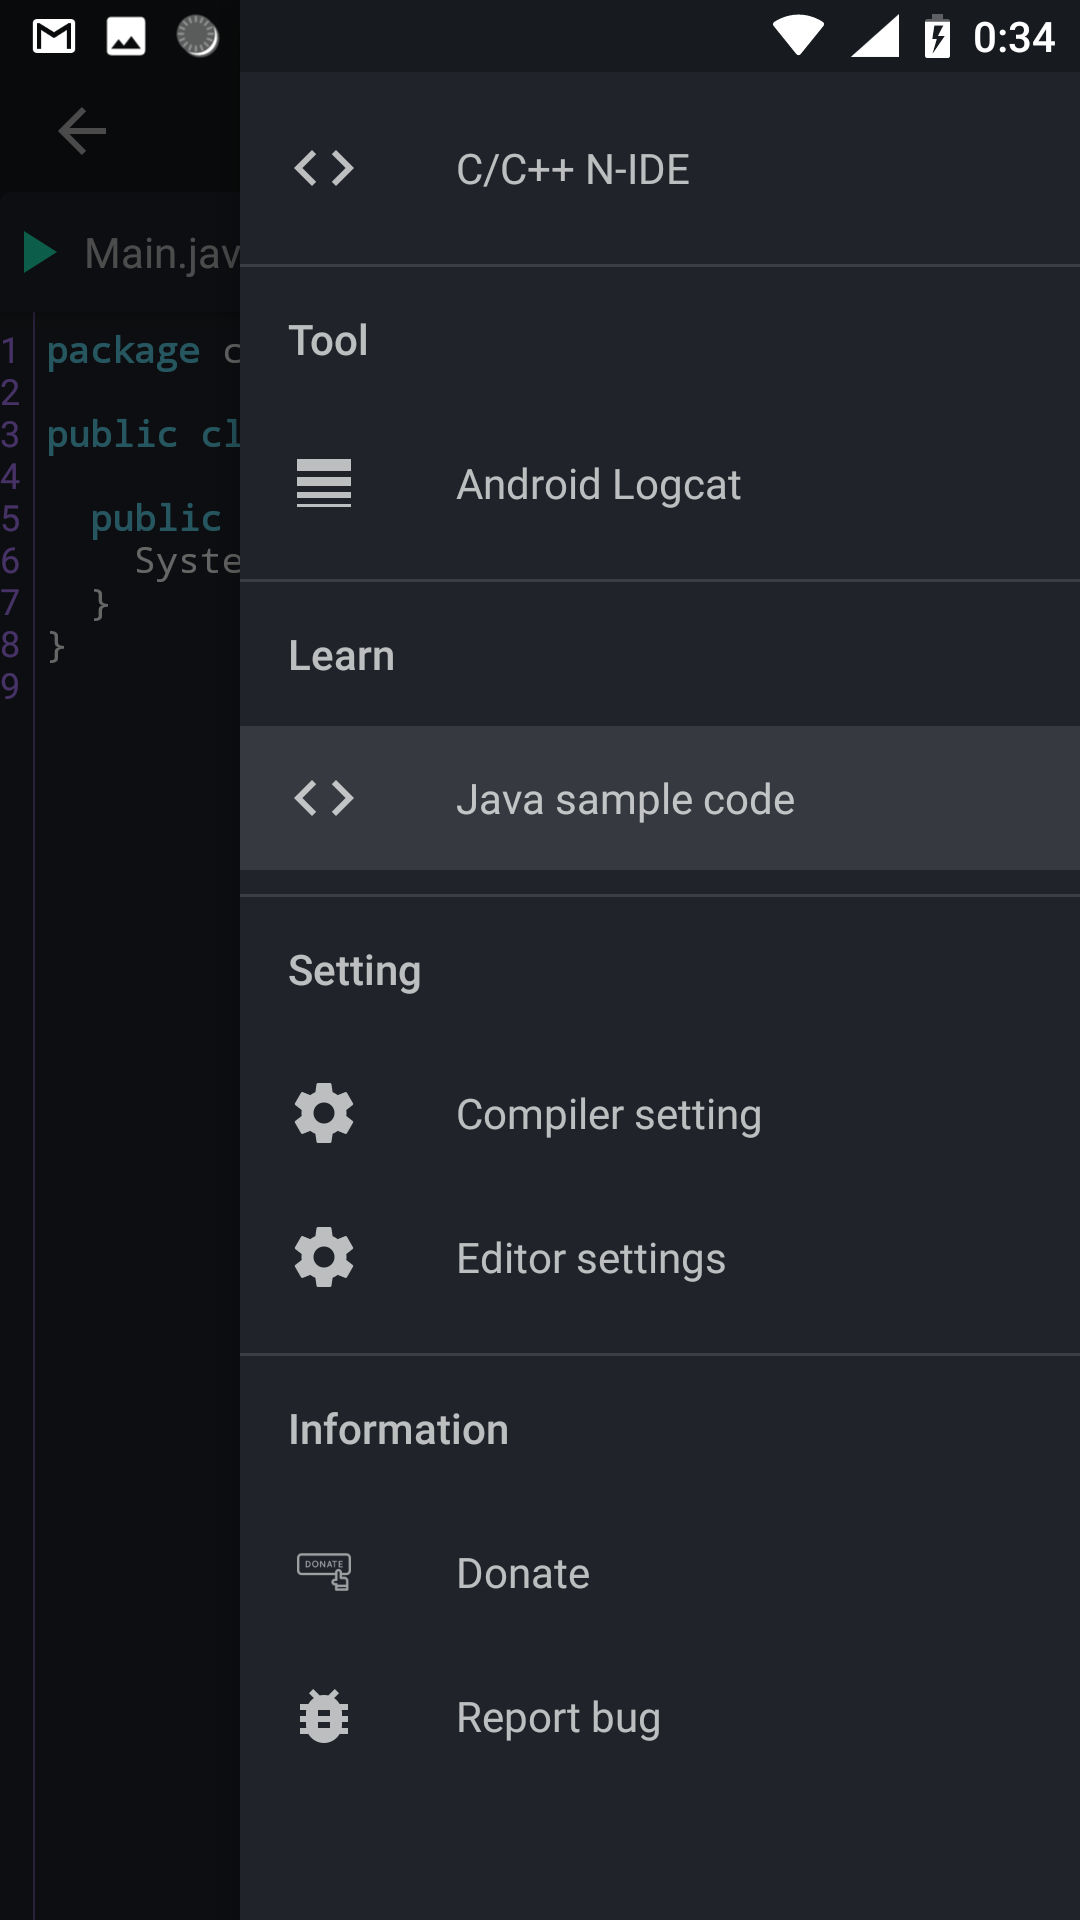 0:34
C/C++ N-IDE
Main.jav
Tool
1 package c
2
3 public cl
4
5 public
6 Syste
7 }
8 }
9
Android Logcat
Learn
Java sample code
Setting
Compiler setting
Editor settings
Information
DONATE
Donate
Report bug